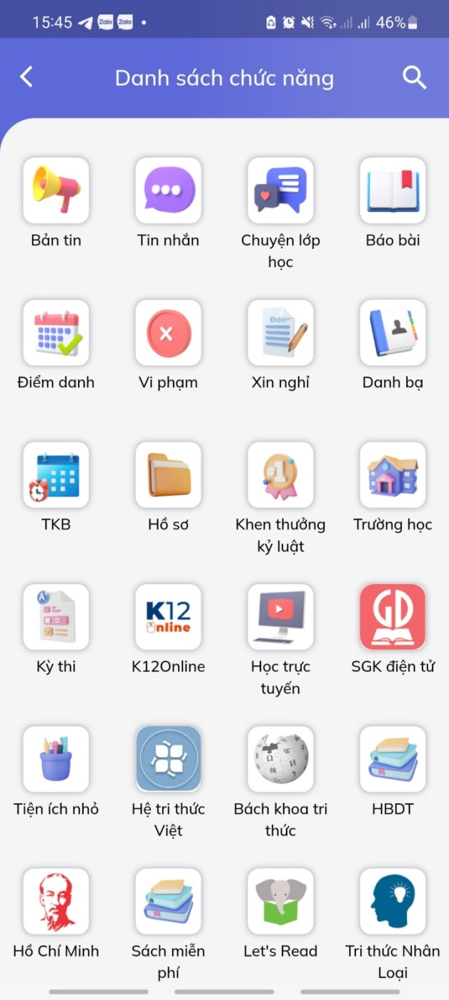 15:45 Zalo Zalo 46%
Danh sách chức năng
Bản tin Tin nhắn Chuyện lớp học Báo bài
Đơn
Điểm danh Vi phạm Xin nghỉ Danh bạ
#1
TKB Hồ sơ Khen thưởng kỷ luật Trường học
A
K12
Online
GD
Kỳ thi K12Online Học trực tuyến SGK điện tử
Ω W И
Tiện ích nhỏ Hệ tri thức Việt Bách khoa tri thức HBDT
Hồ Chí Minh Sách miễn phí Let's Read Tri thức Nhân Loại